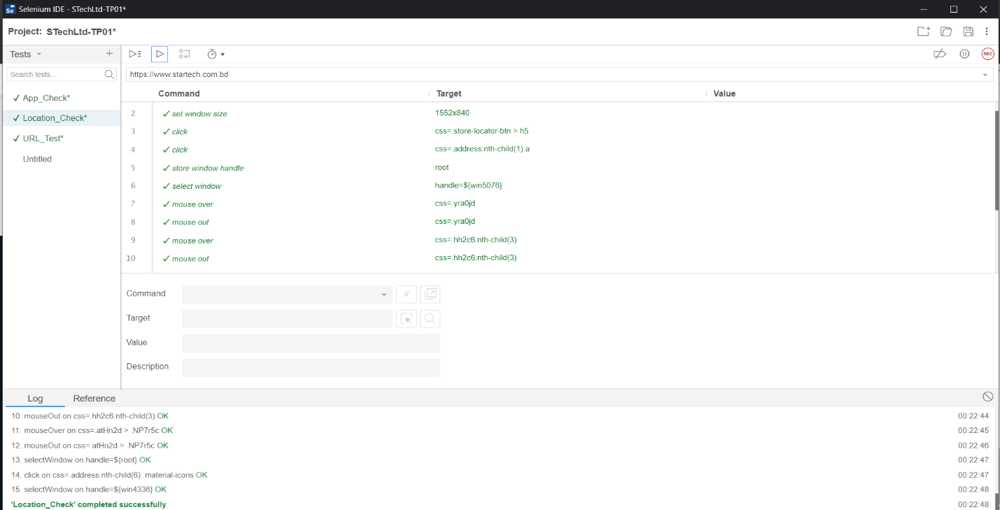 Selenium IDE - STechLtd-TP01*
Project: STechLtd-TP01*
Tests
Search tests...
App_Check*
Location_Check*
URL_Test*
Untitled
REC
https://www.startech.com.bd
Command Target Value
2 set window size 1552x840
3 click css=.store-locator-btn > h5
4 click css=.address:nth-child(1) a
5 store window handle root
6 select window handle=${win5076}
7 mouse over css=.yra0jd
8 mouse out css=.yra0jd
9 mouse over css=.hh2c6:nth-child(3)
10 mouse out css=.hh2c6:nth-child(3)
Command //
Target
Value
Description
Log Reference
10. mouseOut on css=.hh2c6:nth-child(3) OK 00:22:44
11. mouseOver on css=.atHn2d > .NP7r5c OK 00:22:45
12. mouseOut on css=.atHn2d > .NP7r5c OK 00:22:46
13. selectWindow on handle=${root} OK 00:22:47
14. click on css=.address:nth-child(6) .material-icons OK 00:22:47
15. selectWindow on handle=${win4336} OK 00:22:48
'Location_Check' completed successfully 00:22:48